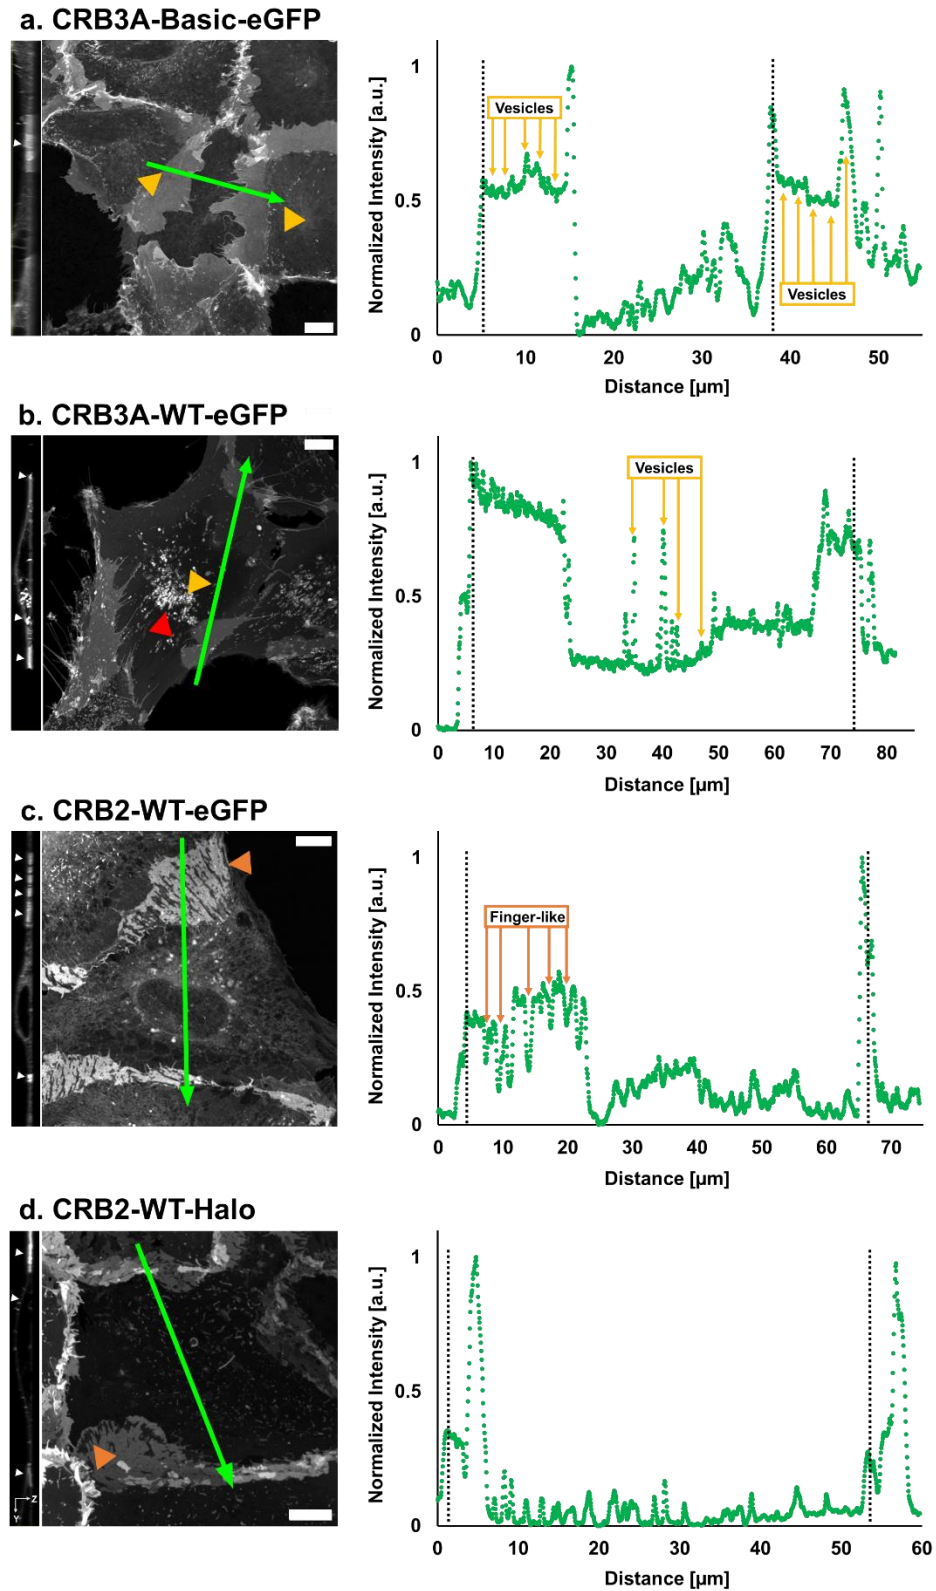 a. CRB3A-Basic-eGFP
Normalized Intensity [a.u.]
1
0.5
0
Vesicles
Vesicles
0 10 20 30 40 50
Distance [µm]
b. CRB3A-WT-eGFP
Normalized Intensity [a.u.]
1
0.5
0
Vesicles
0 10 20 30 40 50 60 70 80
Distance [µm]
c. CRB2-WT-eGFP
Normalized Intensity [a.u.]
1
0.5
0
Finger-like
0 10 20 30 40 50 60 70
Distance [µm]
d. CRB2-WT-Halo
Normalized Intensity [a.u.]
1
0.5
0
0 10 20 30 40 50 60
Distance [µm]
Z
Y